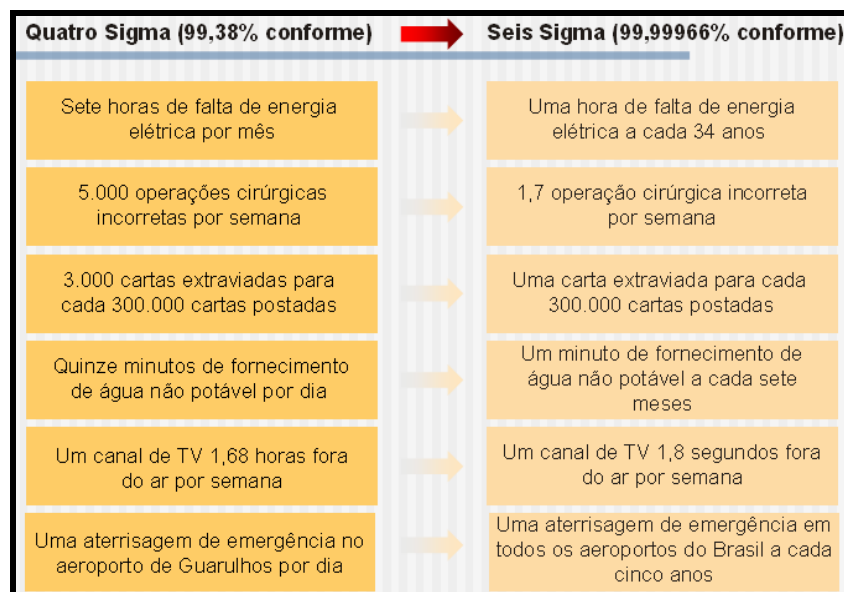 Quatro Sigma (99,38% conforme)
Seis Sigma (99,99966% conforme)
Sete horas de falta de energia
elétrica por mês
Uma hora de falta de energia
elétrica a cada 34 anos
5.000 operações cirúrgicas
incorretas por semana
1,7 operação cirúrgica incorreta
por semana
3.000 cartas extraviadas para
cada 300.000 cartas postadas
Uma carta extraviada para cada
300.000 cartas postadas
Quinze minutos de fornecimento
de água não potável por dia
Um minuto de fornecimento de
água não potável a cada sete
meses
Um canal de TV 1,68 horas fora
do ar por semana
Um canal de TV 1,8 segundos fora
do ar por semana
Uma aterrisagem de emergência no
aeroporto de Guarulhos por dia
Uma aterrisagem de emergência em
todos os aeroportos do Brasil a cada
cinco anos